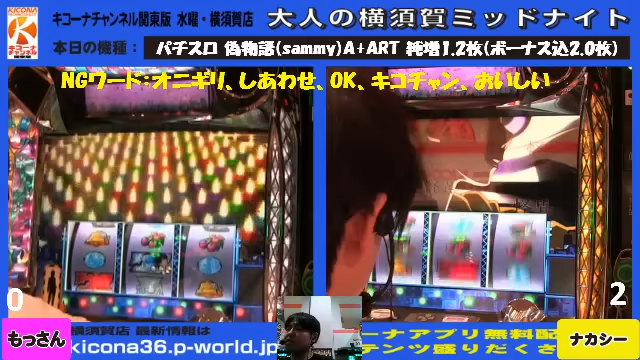 KICONA
キコーナ
キコーナチャンネル関東版 水曜・横須賀店 大人の横須賀ミッドナイト
本日の機種： パチスロ 偽物語(sammy)A+ART 純増1.2枚(ボーナス込2.0枚)
NGワード：オニギリ、しあわせ、OK、キコチャン、おいしい
0
2
もっさん
横須賀店 最新情報は
kicona36.p-world.jp
ーナアプリ無料配
テンツ盛りだくさ
ナカシー